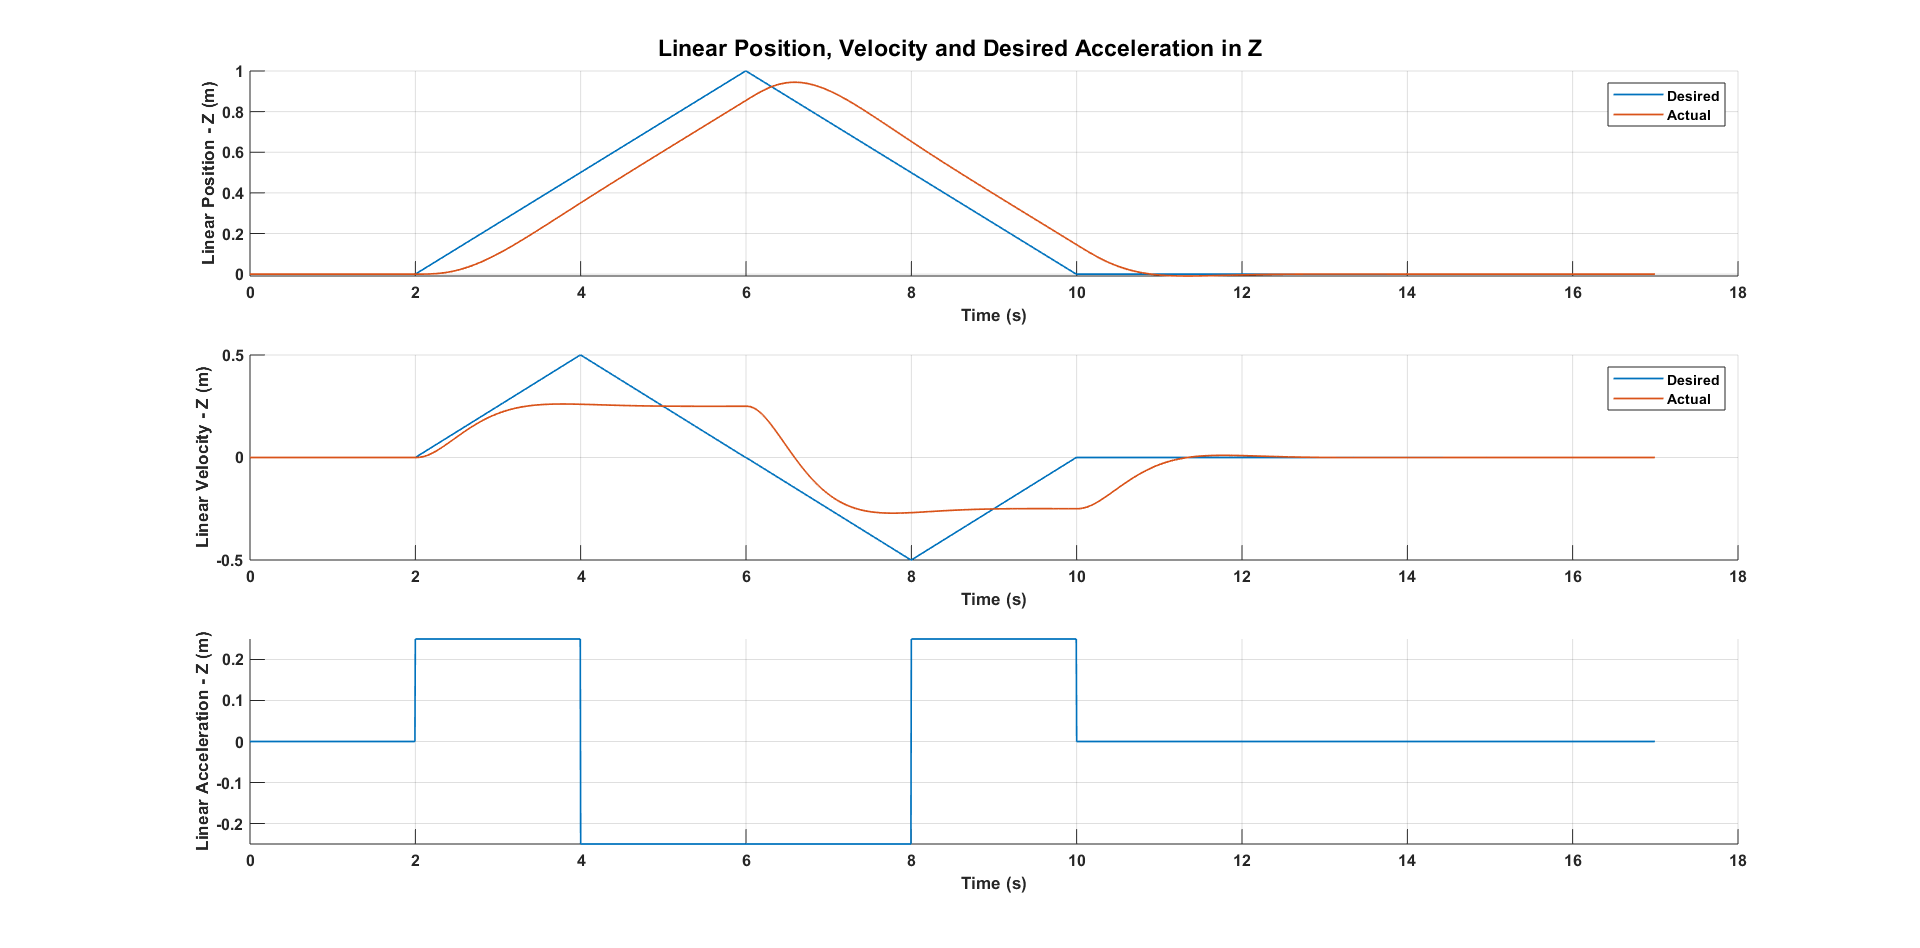 Linear Position, Velocity and Desired Acceleration in Z
Linear Position - Z (m)
1
0.8
0.6
0.4
0.2
0
0 2 4 6 8 10 12 14 16 18
Time (s)
Desired
Actual
Linear Velocity - Z (m)
0.5
0
-0.5
0 2 4 6 8 10 12 14 16 18
Time (s)
Desired
Actual
Linear Acceleration - Z (m)
0.2
0.1
0
-0.1
-0.2
0 2 4 6 8 10 12 14 16 18
Time (s)